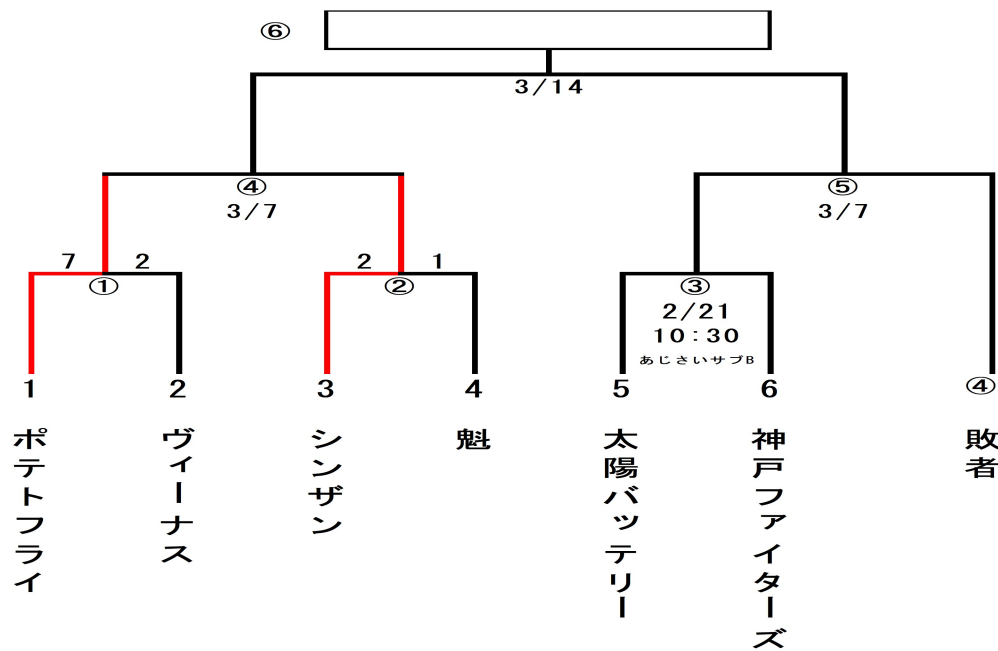 ⑥
3/14
④
3/7
⑤
3/7
7 2
①
2 1
②
③
2/21
10:30
あじさいサブB
1
2
3
4
5
6
④
ポテトフライ
ヴィーナス
シンザン
魁
太陽バッテリー
神戸ファイターズ
敗者